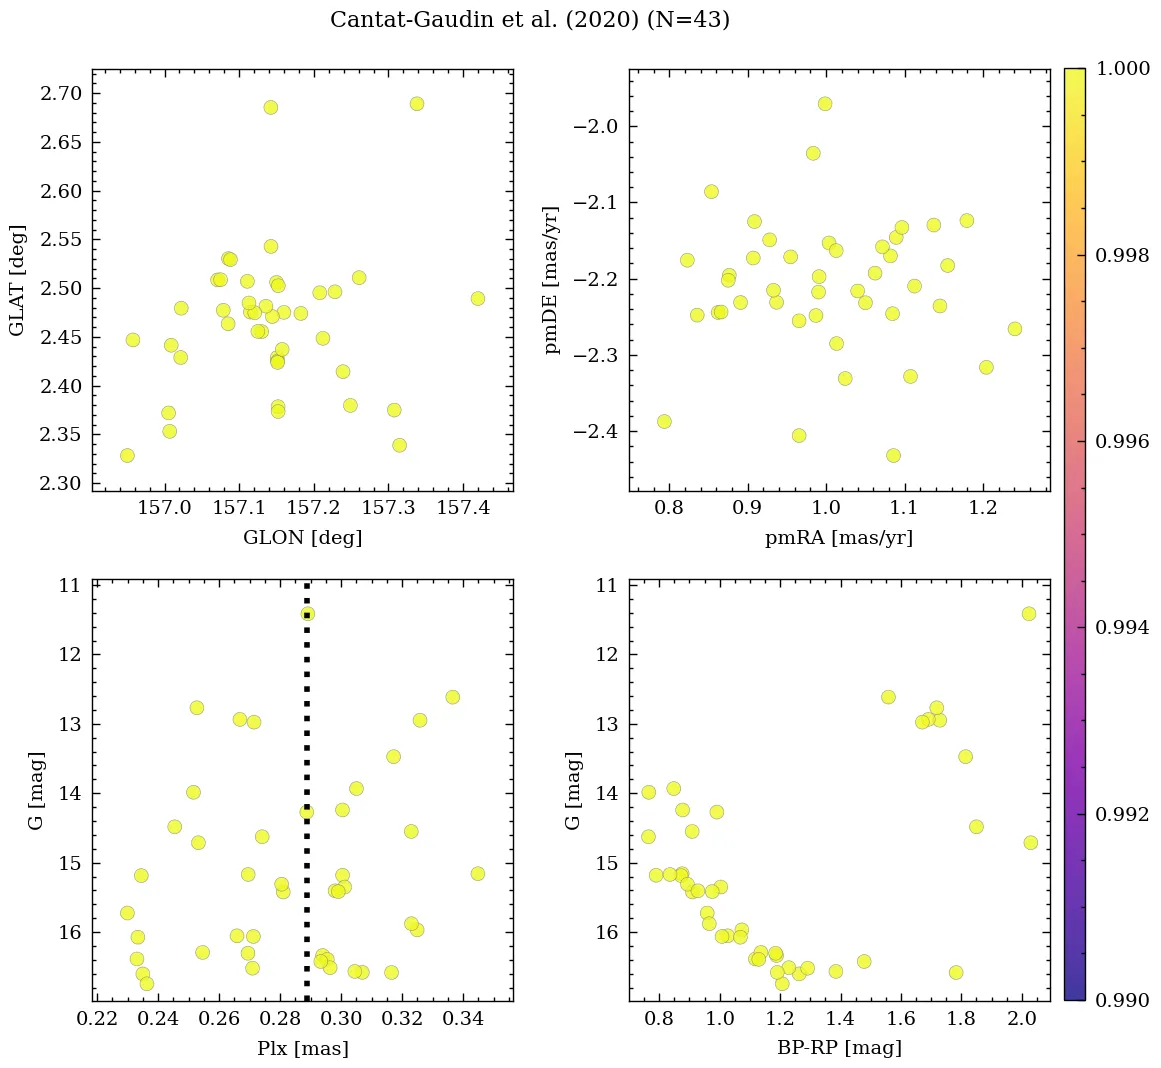 Cantat-Gaudin et al. (2020) (N=43)
2.70
2.65
2.60
2.55
2.50
2.45
2.40
2.35
2.30
GLAT [deg]
157.0 157.1 157.2 157.3 157.4
GLON [deg]
−2.0
−2.1
−2.2
−2.3
−2.4
pmDE [mas/yr]
0.8 0.9 1.0 1.1 1.2
pmRA [mas/yr]
11
12
13
14
15
16
G [mag]
0.22 0.24 0.26 0.28 0.30 0.32 0.34
Plx [mas]
11
12
13
14
15
16
G [mag]
0.8 1.0 1.2 1.4 1.6 1.8 2.0
BP-RP [mag]
1.000
0.998
0.996
0.994
0.992
0.990